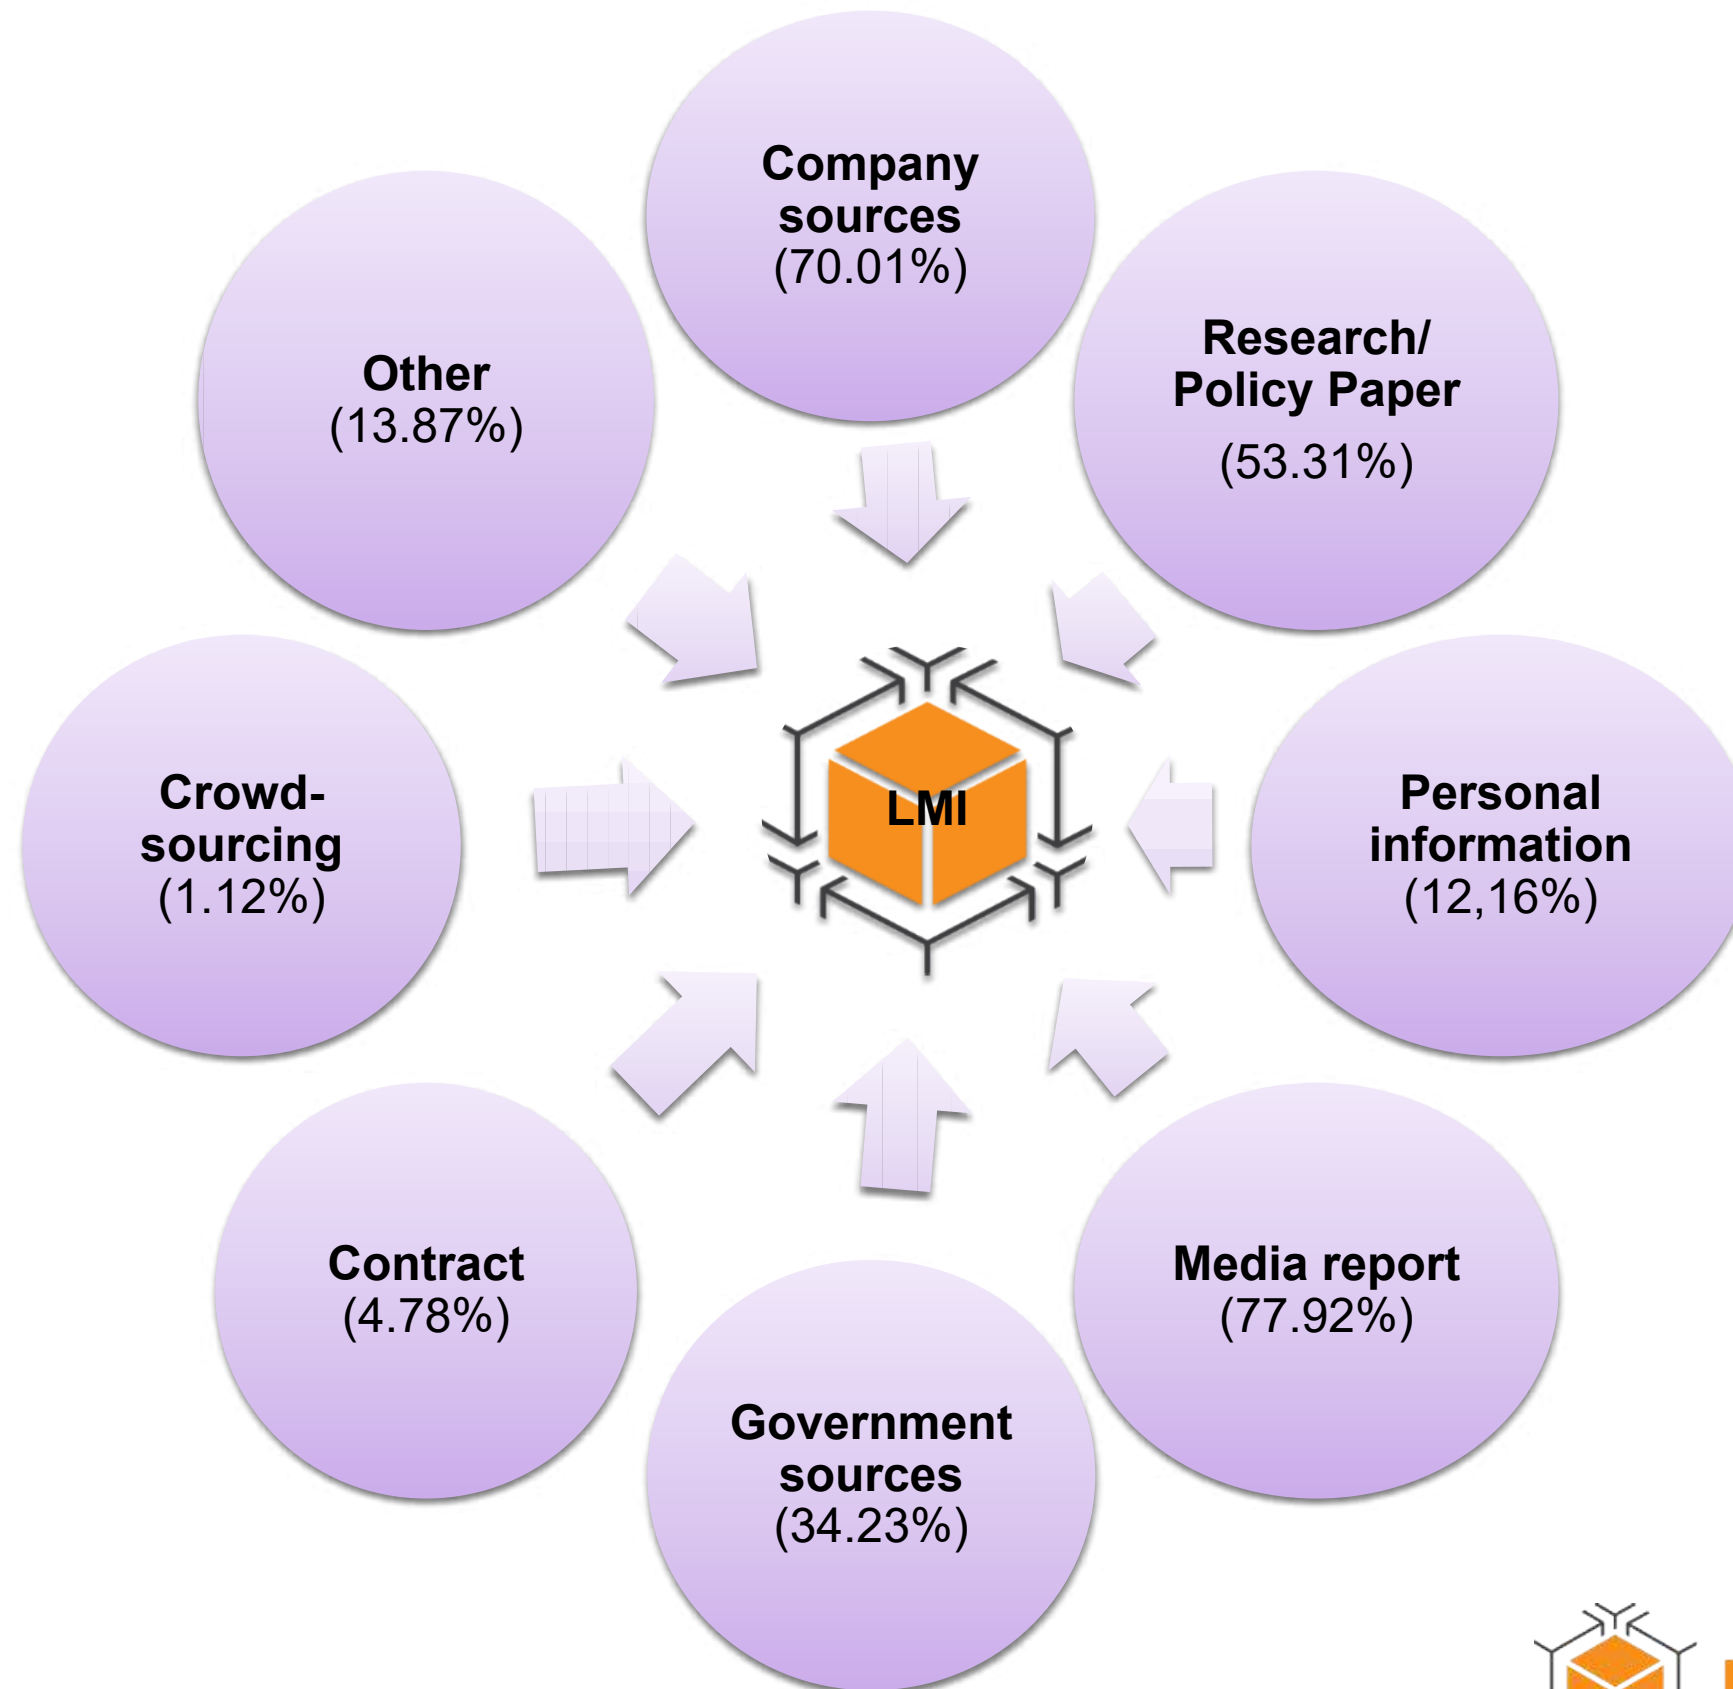 Company
sources
(70.01%)
Research/
Policy Paper
(53.31%)
Personal
information
(12,16%)
Media report
(77.92%)
Government
sources
(34.23%)
Contract
(4.78%)
Crowd-
sourcing
(1.12%)
Other
(13.87%)
LMI